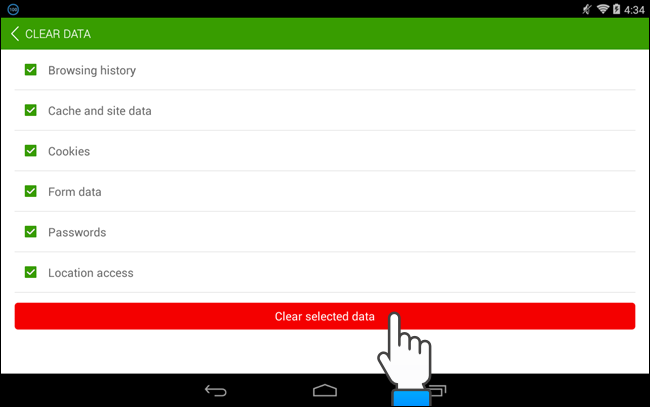 100
4:34
CLEAR DATA
Browsing history
Cache and site data
Cookies
Form data
Passwords
Location access
Clear selected data